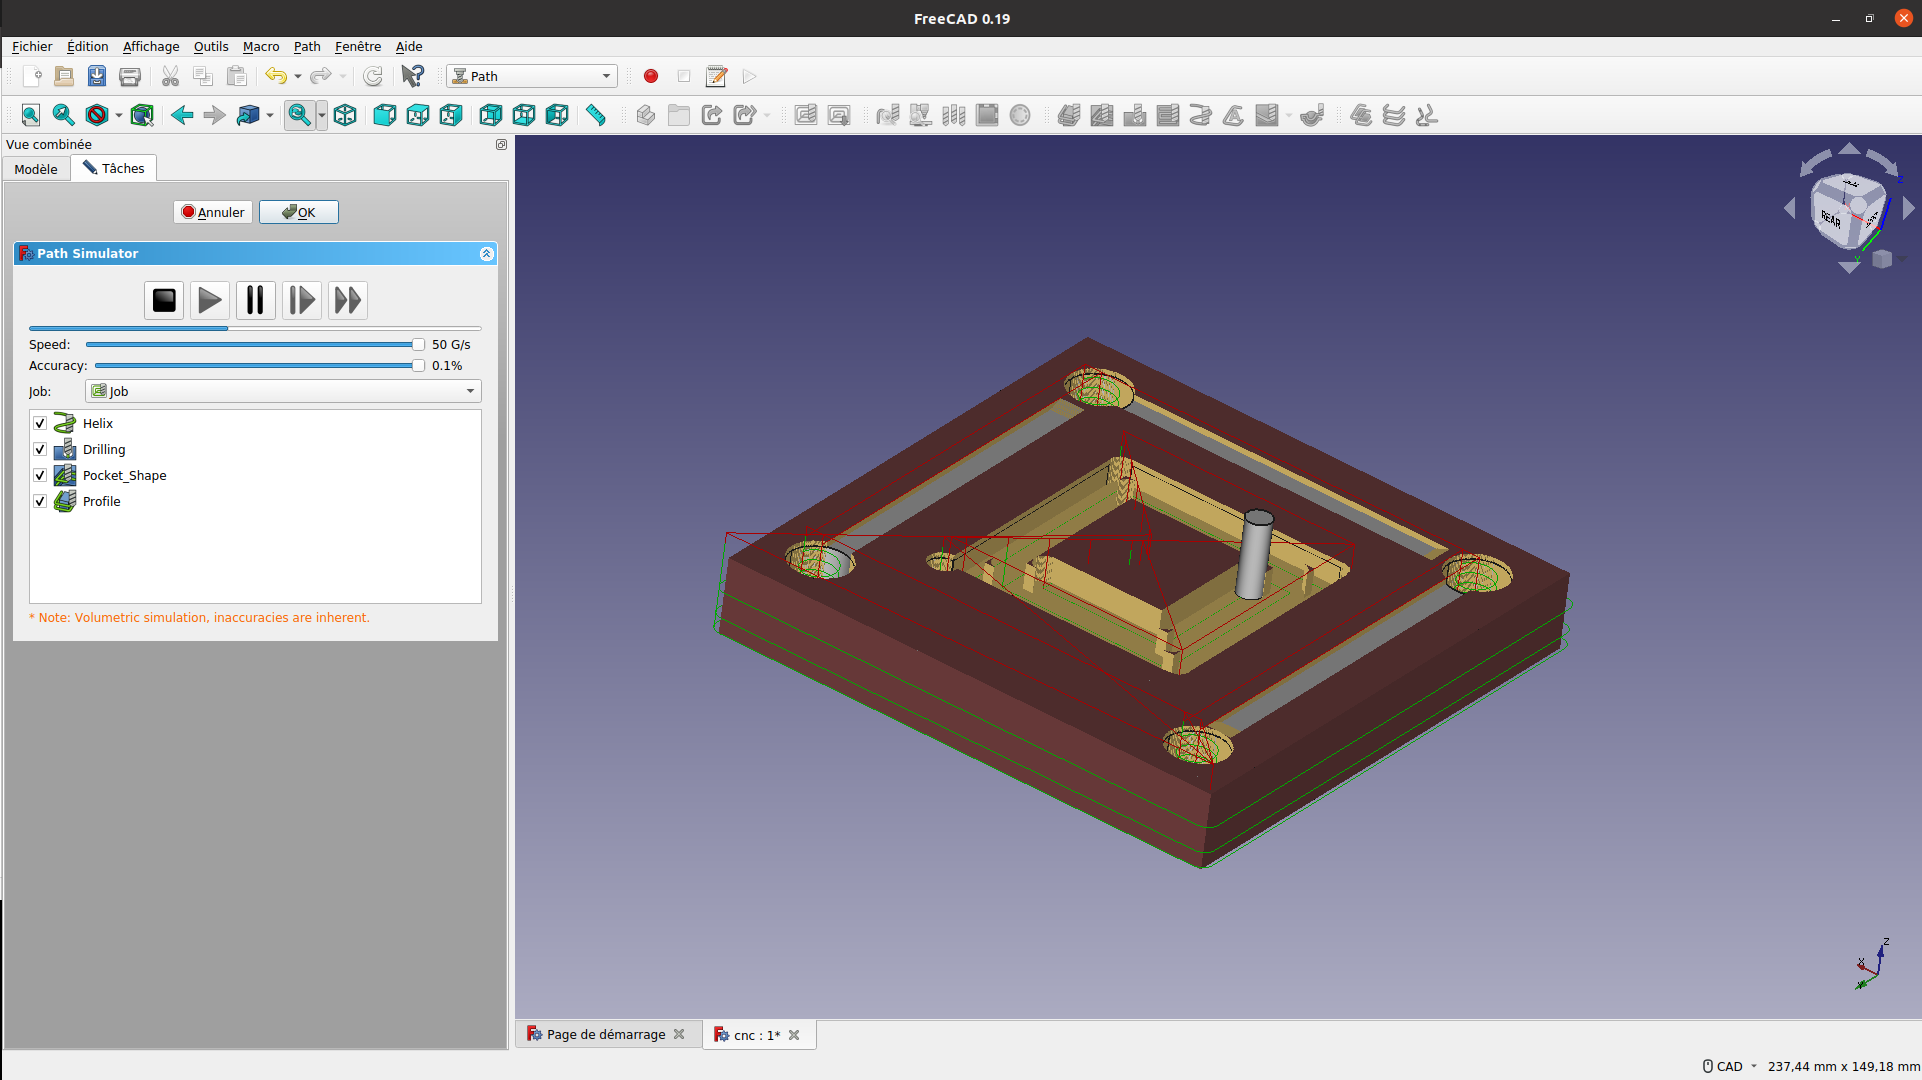 FreeCAD 0.19
Fichier Édition Affichage Outils Macro Path Fenêtre Aide
Path
Vue combinée
Modèle Tâches
Annuler OK
Path Simulator
Speed: 50 G/s
Accuracy: 0.1%
Job: Job
Helix
Drilling
Pocket_Shape
Profile
* Note: Volumetric simulation, inaccuracies are inherent.
REAR
Z
Y
Z
X
Y
Page de démarrage cnc : 1*
CAD 237,44 mm x 149,18 mm